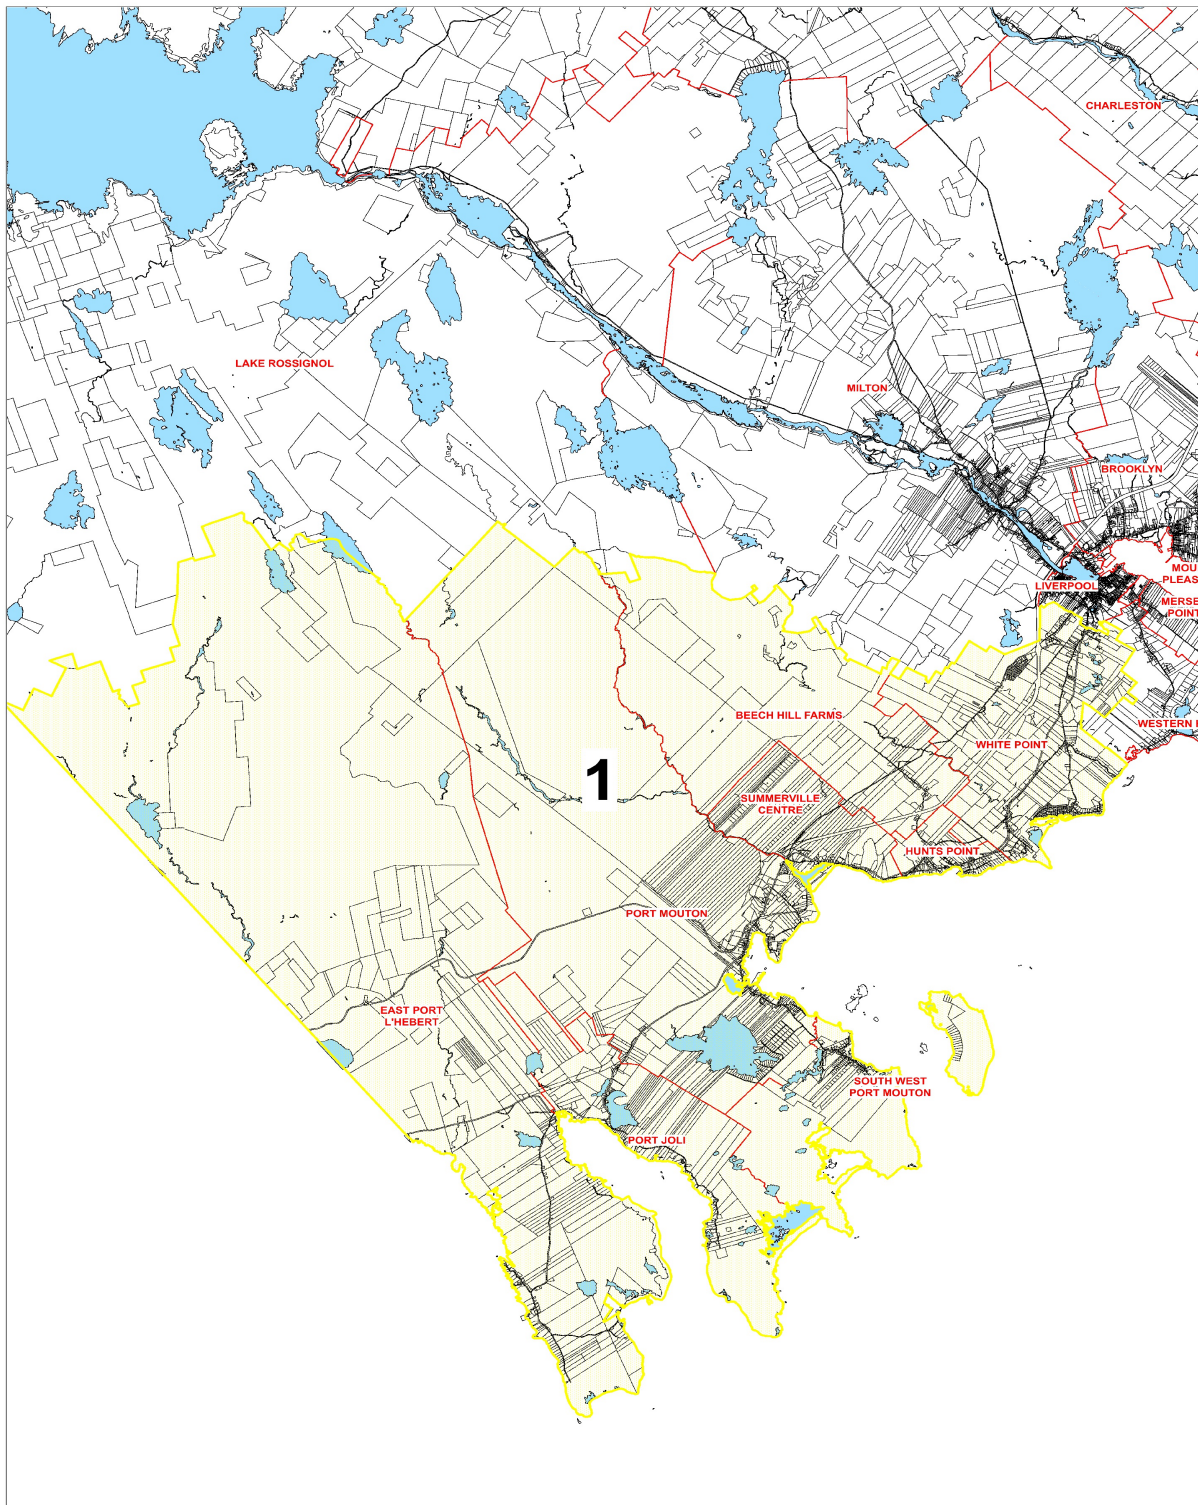 CHARLESTON
LAKE ROSSIGNOL
MILTON
BROOKLYN
LIVERPOOL
MOU
PLEAS
MERSE
POINT
BEECH HILL FARMS
WESTERN
WHITE POINT
1
SUMMERVILLE
CENTRE
HUNTS POINT
PORT MOUTON
EAST PORT
L'HEBERT
SOUTH WEST
PORT MOUTON
PORT JOLI